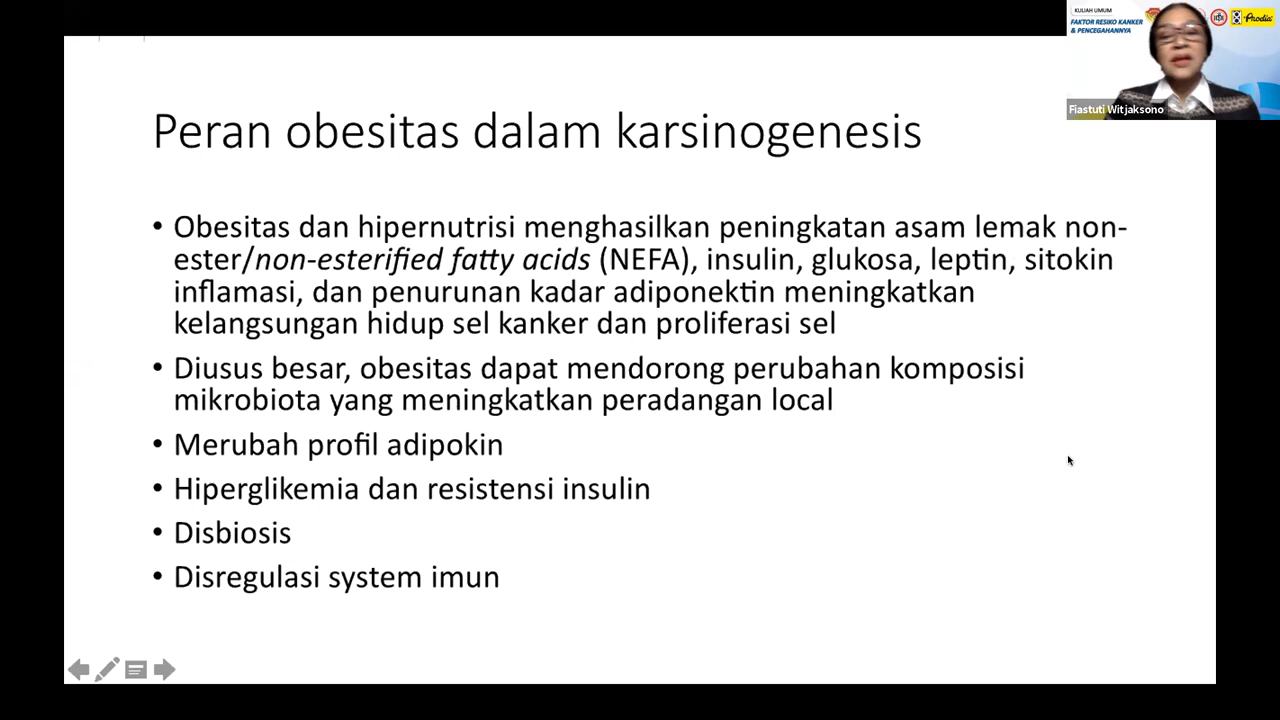 KULIAH UMUM
FAKTOR RESIKO KANKER
& PENCEGAHANNYA
Prodia
Fiastuti Witjaksono
Peran obesitas dalam karsinogenesis
• Obesitas dan hipernutrisi menghasilkan peningkatan asam lemak non-
ester/non-esterified fatty acids (NEFA), insulin, glukosa, leptin, sitokin
inflamasi, dan penurunan kadar adiponektin meningkatkan
kelangsungan hidup sel kanker dan proliferasi sel
• Diusus besar, obesitas dapat mendorong perubahan komposisi
mikrobiota yang meningkatkan peradangan local
• Merubah profil adipokin
• Hiperglikemia dan resistensi insulin
• Disbiosis
• Disregulasi system imun